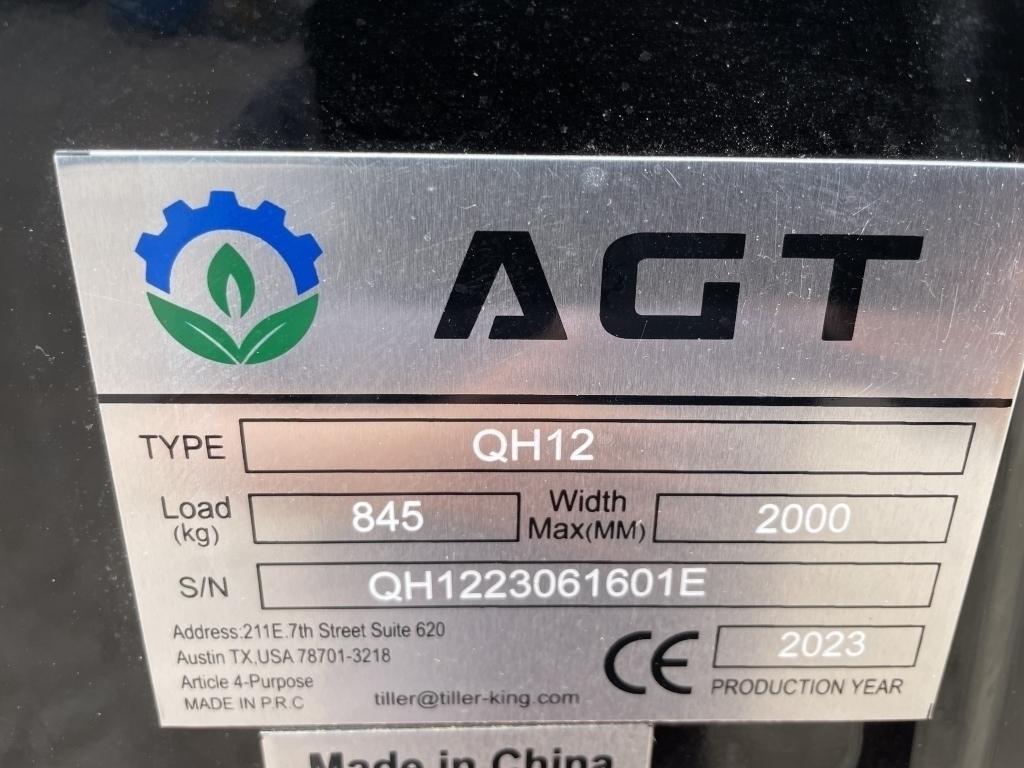 AGT
TYPE QH12
Load (kg) 845 Width Max(MM) 2000
S/N QH1223061601E
Address:211E.7th Street Suite 620
Austin TX,USA 78701-3218
Article 4-Purpose
MADE IN P.R.C
tiller@tiller-king.com
CE
2023
PRODUCTION YEAR
Made in China